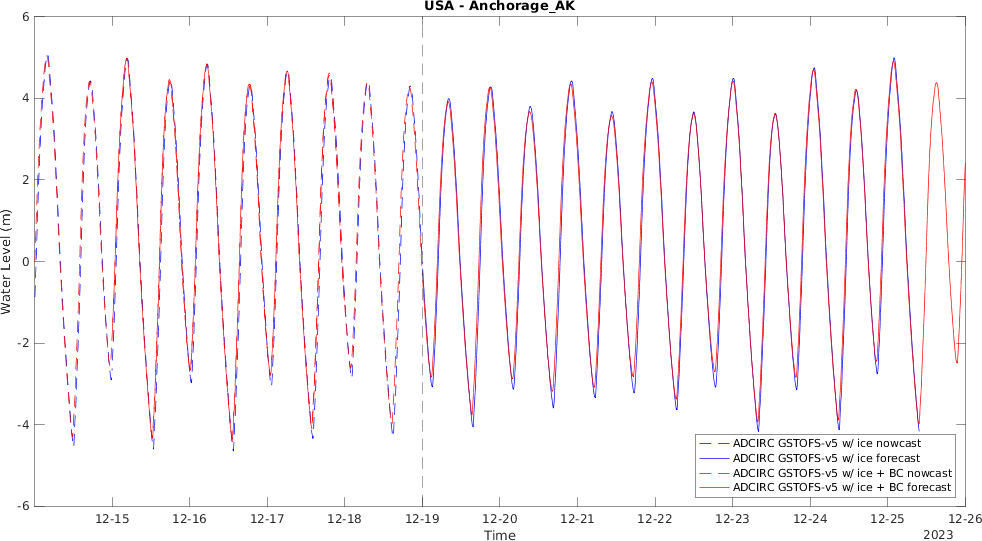 USA - Anchorage_AK
6
4
2
0
-2
-4
-6
Water Level (m)
ADCIRC GSTOFS-v5 w/ ice nowcast
ADCIRC GSTOFS-v5 w/ ice forecast
ADCIRC GSTOFS-v5 w/ ice + BC nowcast
ADCIRC GSTOFS-v5 w/ ice + BC forecast
12-15 12-16 12-17 12-18 12-19 12-20 12-21 12-22 12-23 12-24 12-25 12-26
Time
2023